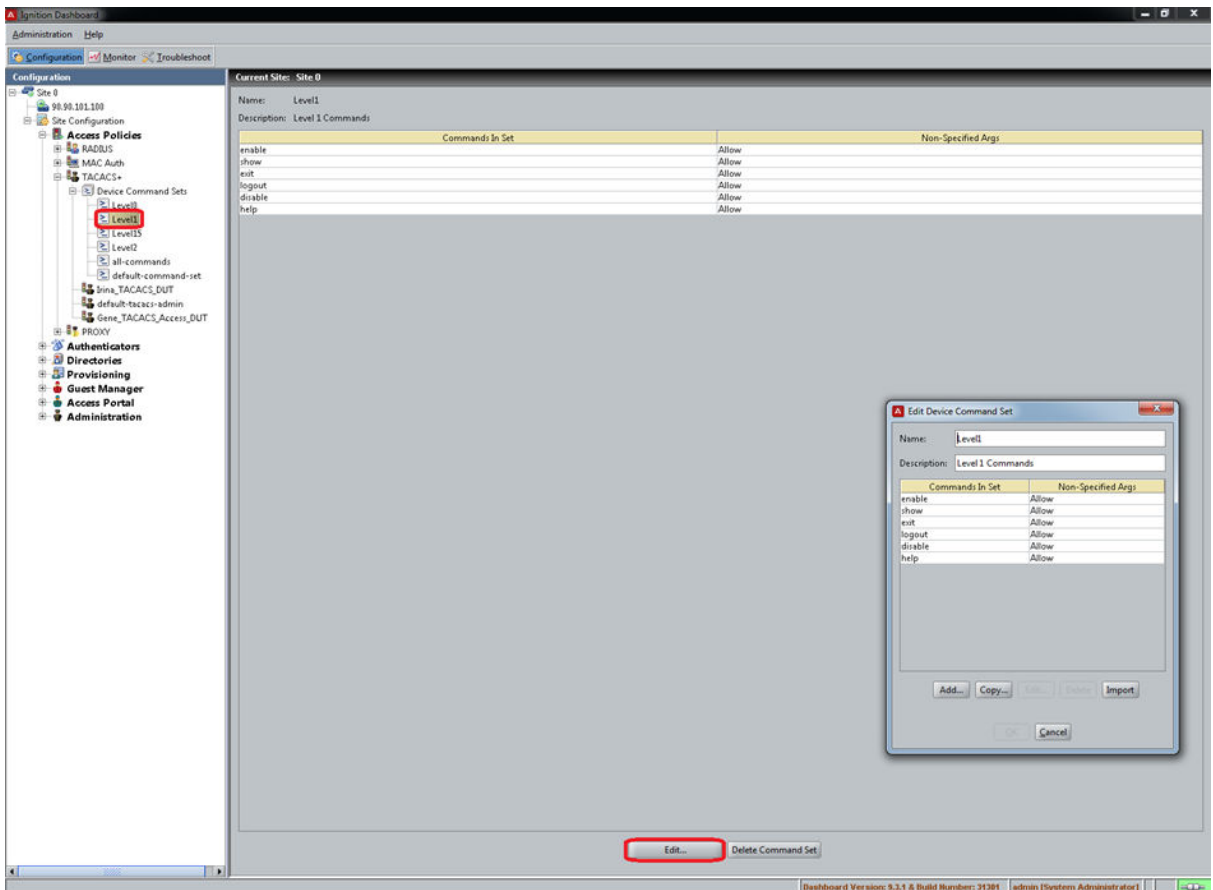 Ignition Dashboard
Administration Help
Configuration Monitor Troubleshoot
Configuration
Current Site: Site 0
Site 0
90.90.101.100
Site Configuration
Access Policies
RADIUS
MAC Auth
TACACS+
Device Command Sets
Level0
Level1
Level15
Level2
all-commands
default-command-set
Irina_TACACS_DUT
default-tacacs-admin
Gene_TACACS_Access_DUT
PROXY
Authenticators
Directories
Provisioning
Guest Manager
Access Portal
Administration
Name: Level1
Description: Level 1 Commands
Commands In Set Non-Specified Args
enable Allow
show Allow
exit Allow
logout Allow
disable Allow
help Allow
Edit Device Command Set
Name: Level1
Description: Level 1 Commands
Commands In Set Non-Specified Args
enable Allow
show Allow
exit Allow
logout Allow
disable Allow
help Allow
Add... Copy... Edit... Delete Import
OK Cancel
Edit... Delete Command Set
Dashboard Version: 9.3.1 & Build Number: 31301 admin [System Administrator]